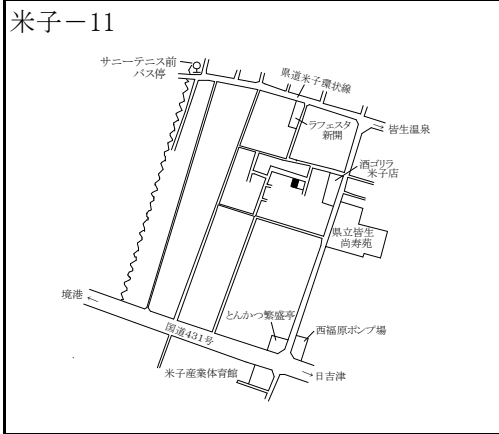 米子－11
サニーテニス前
バス停
県道米子環状線
皆生温泉
ラフェスタ
新開
酒ゴリラ
米子店
県立皆生
尚寿苑
境港
国道431号
とんかつ繁盛亭
西福原ポンプ場
米子産業体育館
日吉津